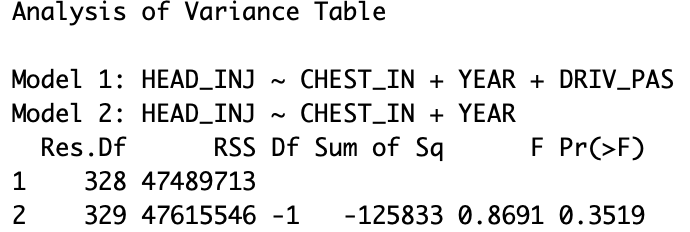 Analysis of Variance Table
Model 1: HEAD_INJ ~ CHEST_IN + YEAR + DRIV_PAS
Model 2: HEAD_INJ ~ CHEST_IN + YEAR
Res.Df RSS Df Sum of Sq F Pr(>F)
1 328 47489713
2 329 47615546 -1 -125833 0.8691 0.3519